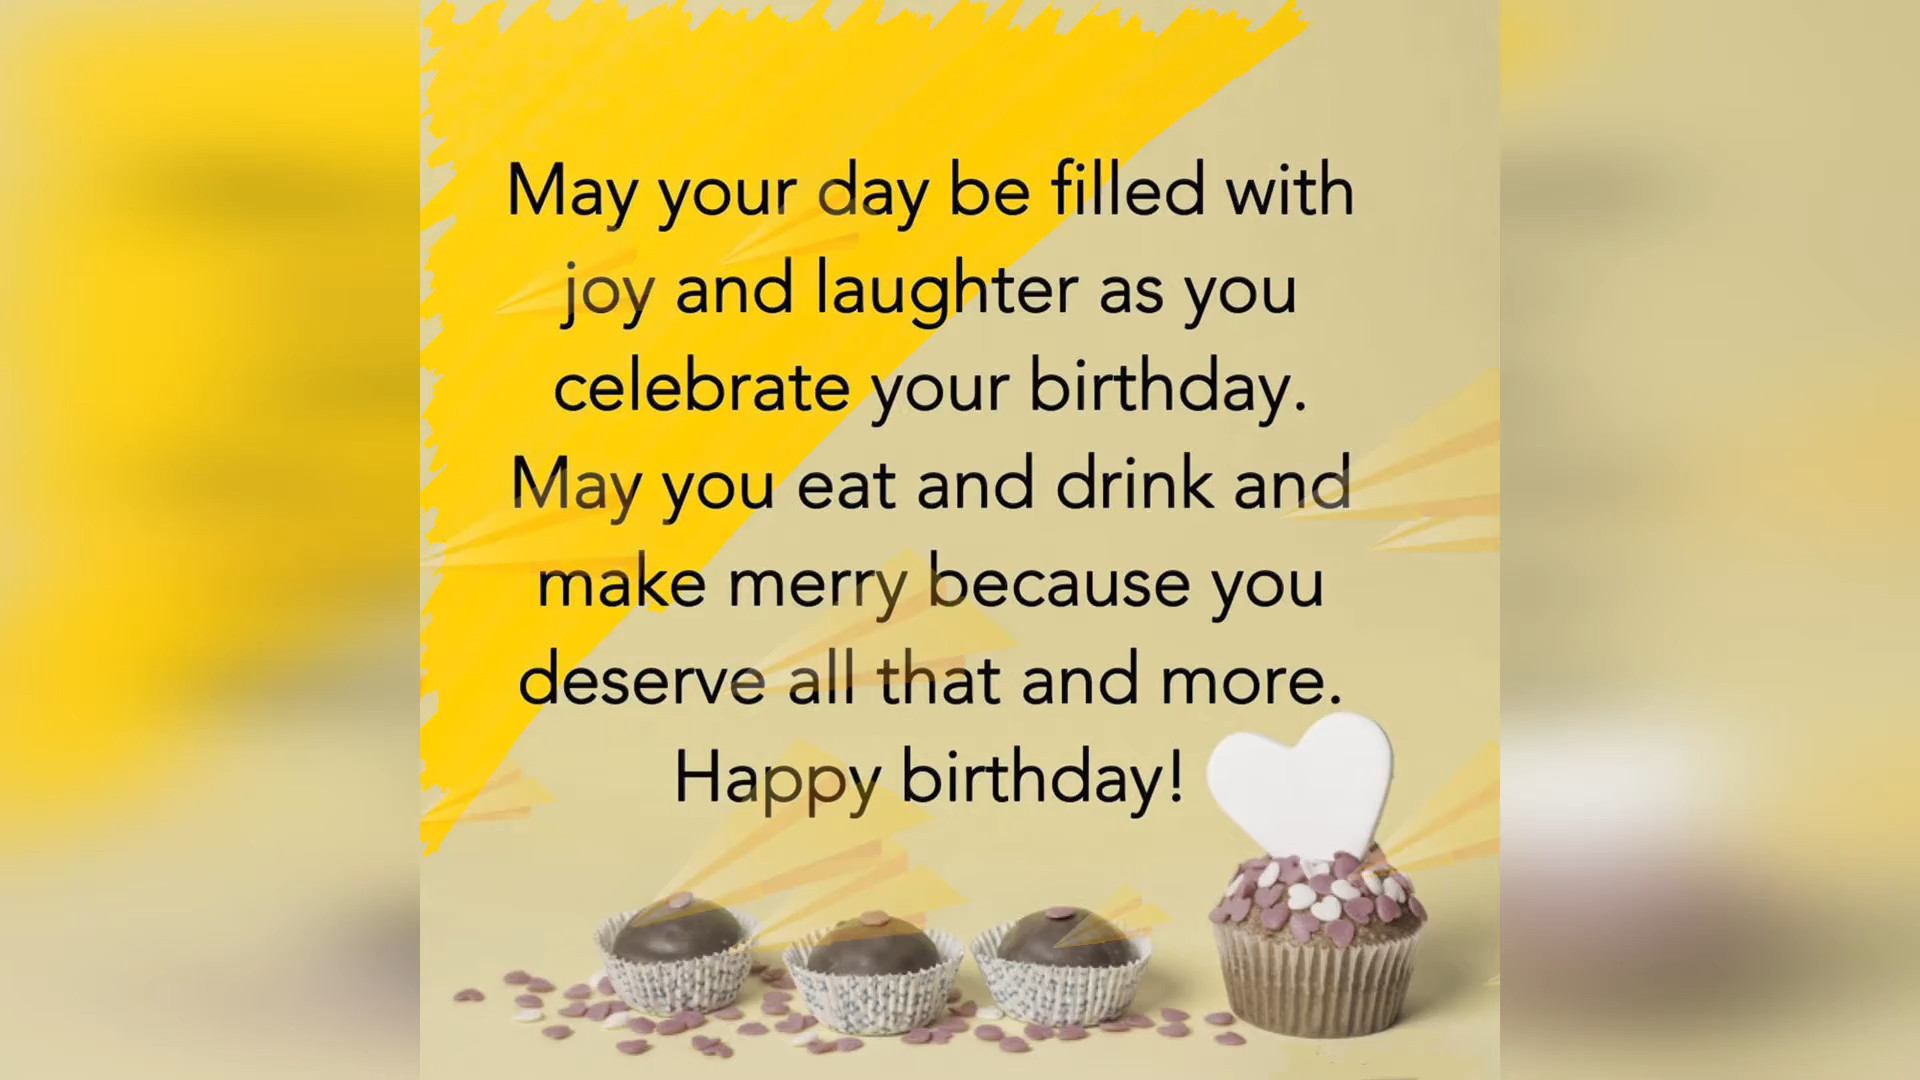 May your day be filled with
joy and laughter as you
celebrate your birthday.
May you eat and drink and
make merry because you
deserve all that and more.
Happy birthday!